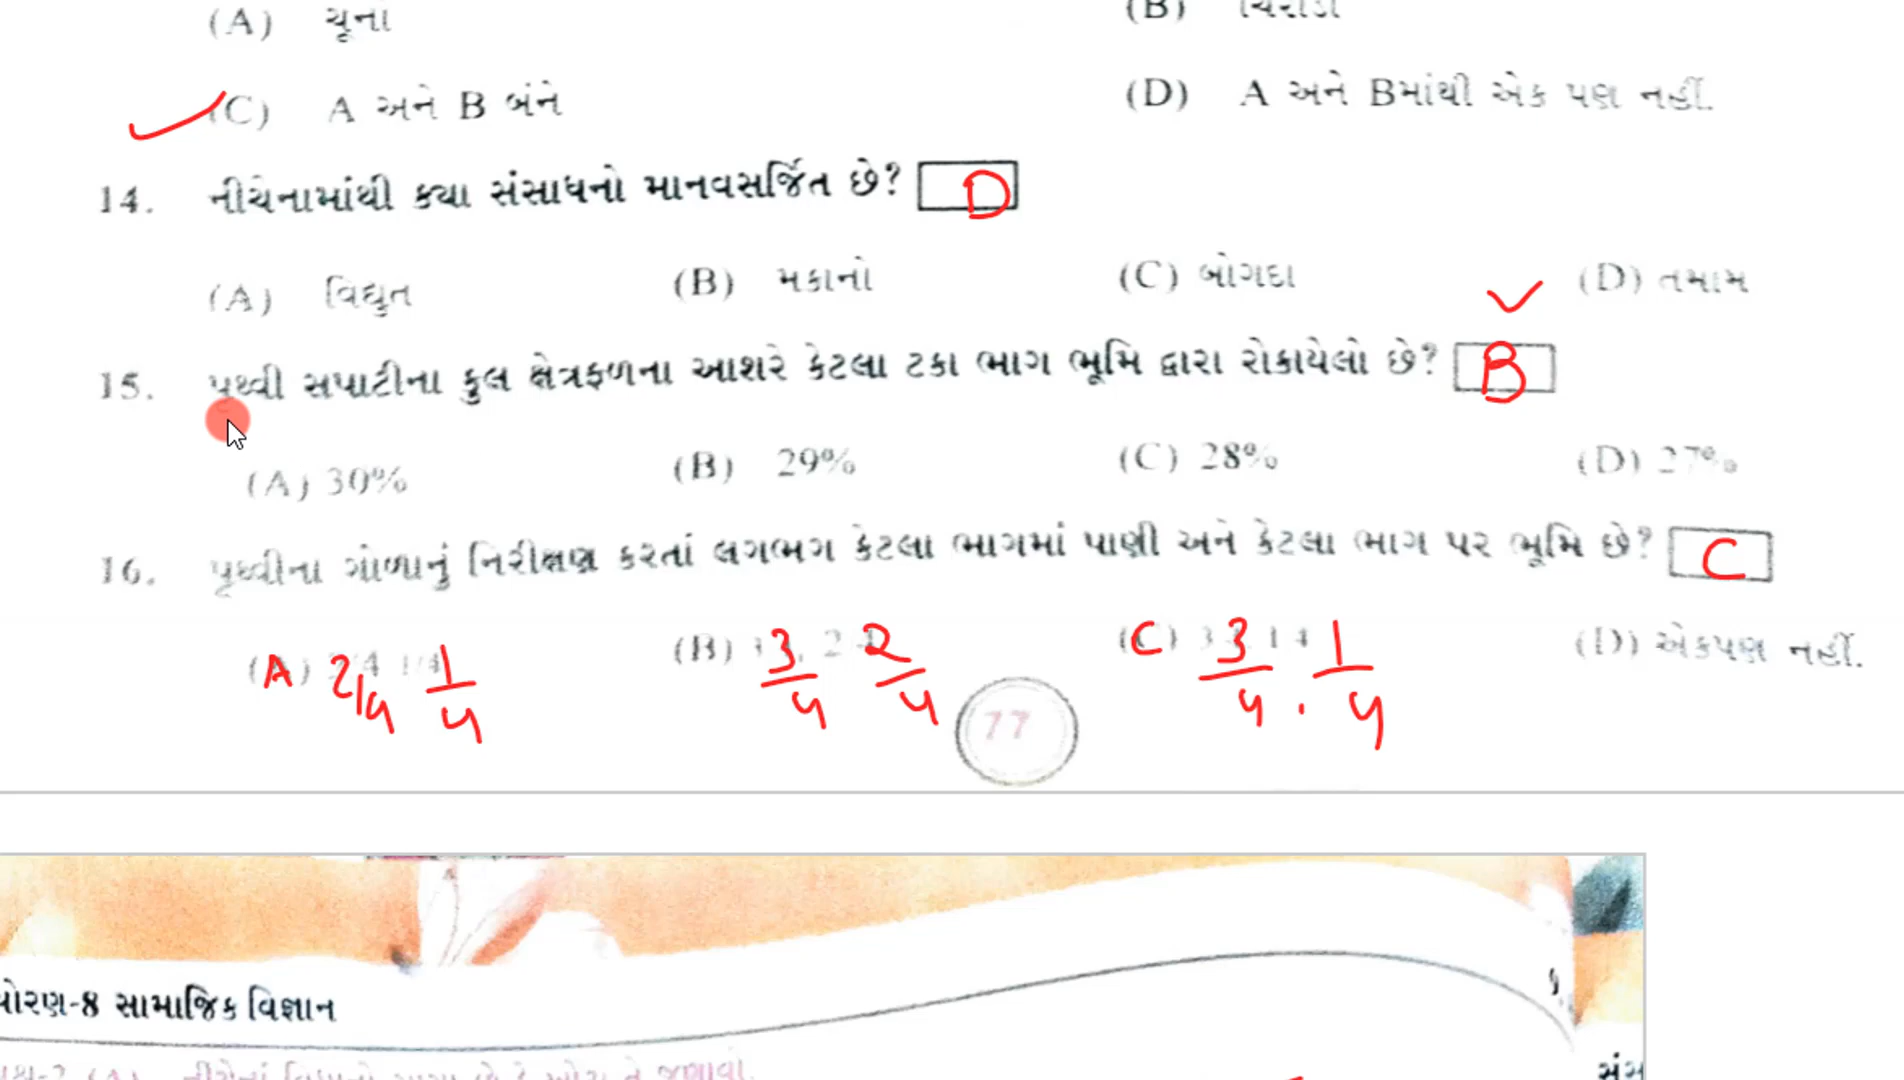 (A) ચૂનો (B) ચિરોડી
(C) A અને B બંને (D) A અને Bમાંથી એક પણ નહીં.
14. નીચેનામાંથી કયા સંસાધનો માનવસર્જિત છે? D
(A) વિદ્યુત (B) મકાનો (C) બોગદા (D) તમામ
15. પૃથ્વી સપાટીના કુલ ક્ષેત્રફળના આશરે કેટલા ટકા ભાગ ભૂમિ દ્વારા રોકાયેલો છે? B
(A) 30% (B) 29% (C) 28% (D) 27%
16. પૃથ્વીના ગોળાનું નિરીક્ષણ કરતાં લગભગ કેટલા ભાગમાં પાણી અને કેટલા ભાગ પર ભૂમિ છે? C
(A) 2/4 1/4 (B) 3/4 2/4 (C) 3/4 . 1/4 (D) એકપણ નહીં.
77
ધોરણ-8 સામાજિક વિજ્ઞાન